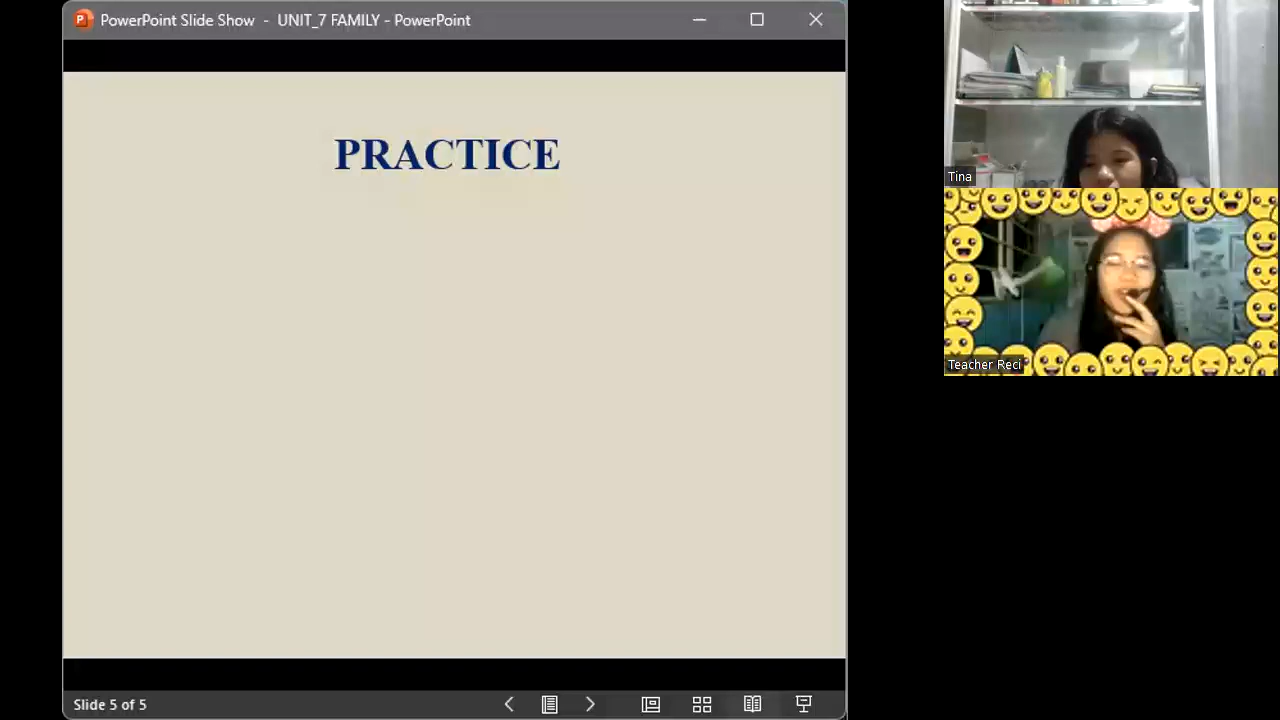 PowerPoint Slide Show - UNIT_7 FAMILY - PowerPoint
PRACTICE
Slide 5 of 5
Tina
Teacher Reci